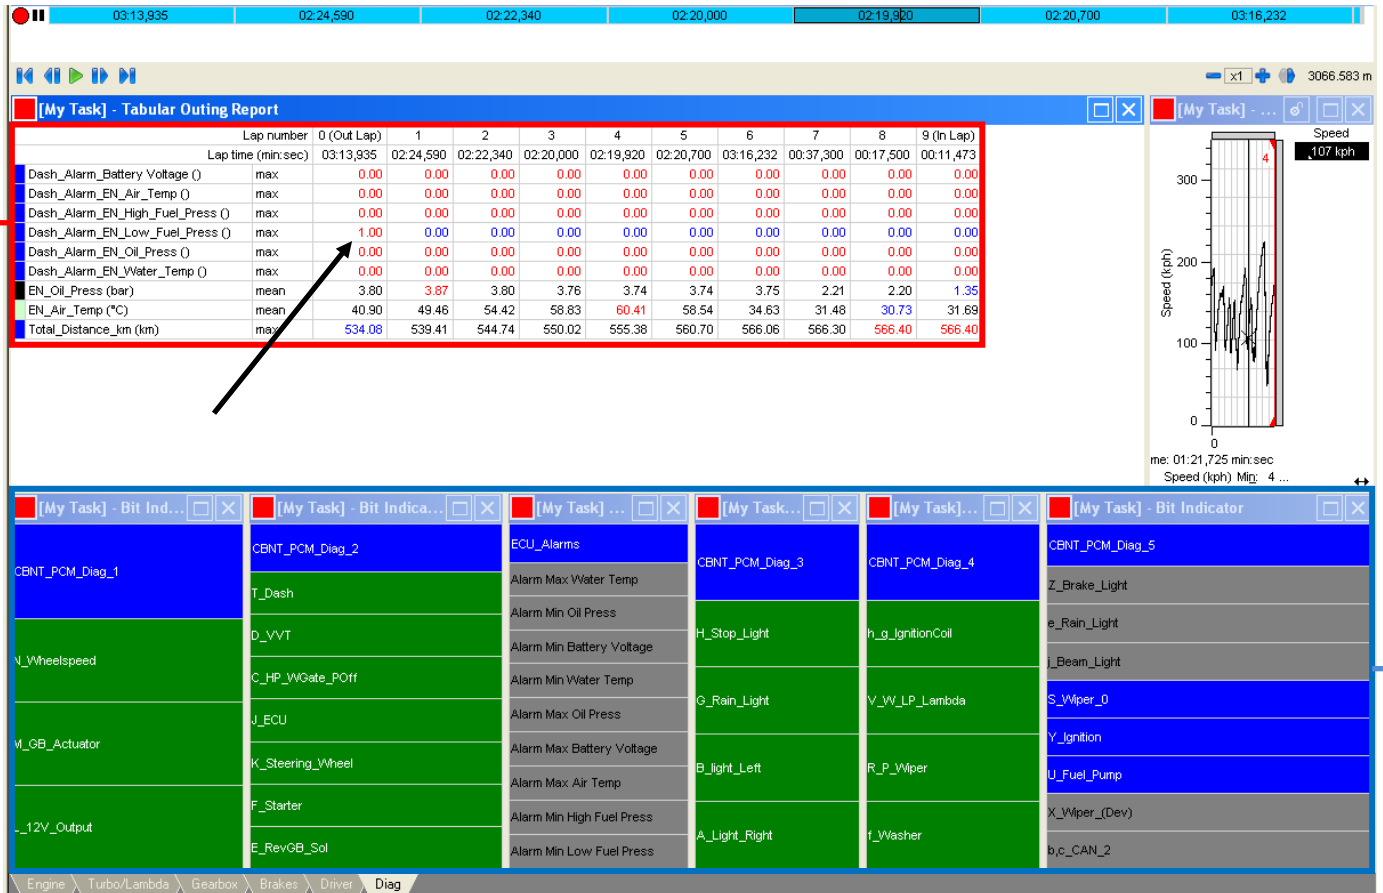 03:13,935 02:24,590 02:22,340 02:20,000 02:19,920 02:20,700 03:16,232
x1 3066.583 m
[My Task] - Tabular Outing Report
[My Task] - ...
Lap number 0 (Out Lap) 1 2 3 4 5 6 7 8 9 (In Lap)
Lap time (min:sec) 03:13,935 02:24,590 02:22,340 02:20,000 02:19,920 02:20,700 03:16,232 00:37,300 00:17,500 00:11,473
Dash_Alarm_Battery Voltage () max 0.00 0.00 0.00 0.00 0.00 0.00 0.00 0.00 0.00 0.00
Dash_Alarm_EN_Air_Temp () max 0.00 0.00 0.00 0.00 0.00 0.00 0.00 0.00 0.00 0.00
Dash_Alarm_EN_High_Fuel_Press () max 0.00 0.00 0.00 0.00 0.00 0.00 0.00 0.00 0.00 0.00
Dash_Alarm_EN_Low_Fuel_Press () max 1.00 0.00 0.00 0.00 0.00 0.00 0.00 0.00 0.00 0.00
Dash_Alarm_EN_Oil_Press () max 0.00 0.00 0.00 0.00 0.00 0.00 0.00 0.00 0.00 0.00
Dash_Alarm_EN_Water_Temp () max 0.00 0.00 0.00 0.00 0.00 0.00 0.00 0.00 0.00 0.00
EN_Oil_Press (bar) mean 3.80 3.87 3.80 3.76 3.74 3.74 3.75 2.21 2.20 1.35
EN_Air_Temp (°C) mean 40.90 49.46 54.42 58.83 60.41 58.54 34.63 31.48 30.73 31.69
Total_Distance_km (km) max 534.08 539.41 544.74 550.02 555.38 560.70 566.06 566.30 566.40 566.40
Speed
107 kph
4
300
200
100
0
Speed (kph)
0
me: 01:21,725 min:sec
Speed (kph) Min: 4 ...
[My Task] - Bit Ind...
CBNT_PCM_Diag_1
N_Wheelspeed
M_GB_Actuator
L_12V_Output
[My Task] - Bit Indica...
CBNT_PCM_Diag_2
T_Dash
D_VVT
C_HP_WGate_POff
J_ECU
K_Steering_Wheel
F_Starter
E_RevGB_Sol
[My Task] ...
ECU_Alarms
Alarm Max Water Temp
Alarm Min Oil Press
Alarm Min Battery Voltage
Alarm Min Water Temp
Alarm Max Oil Press
Alarm Max Battery Voltage
Alarm Max Air Temp
Alarm Min High Fuel Press
Alarm Min Low Fuel Press
[My Task...
CBNT_PCM_Diag_3
H_Stop_Light
G_Rain_Light
B_light_Left
A_Light_Right
[My Task]...
CBNT_PCM_Diag_4
h_g_IgnitionCoil
V_W_LP_Lambda
R_P_Wiper
f_Washer
[My Task] - Bit Indicator
CBNT_PCM_Diag_5
Z_Brake_Light
e_Rain_Light
j_Beam_Light
S_Wiper_0
Y_Ignition
U_Fuel_Pump
X_Wiper_(Dev)
b,c_CAN_2
Engine Turbo/Lambda Gearbox Brakes Driver Diag